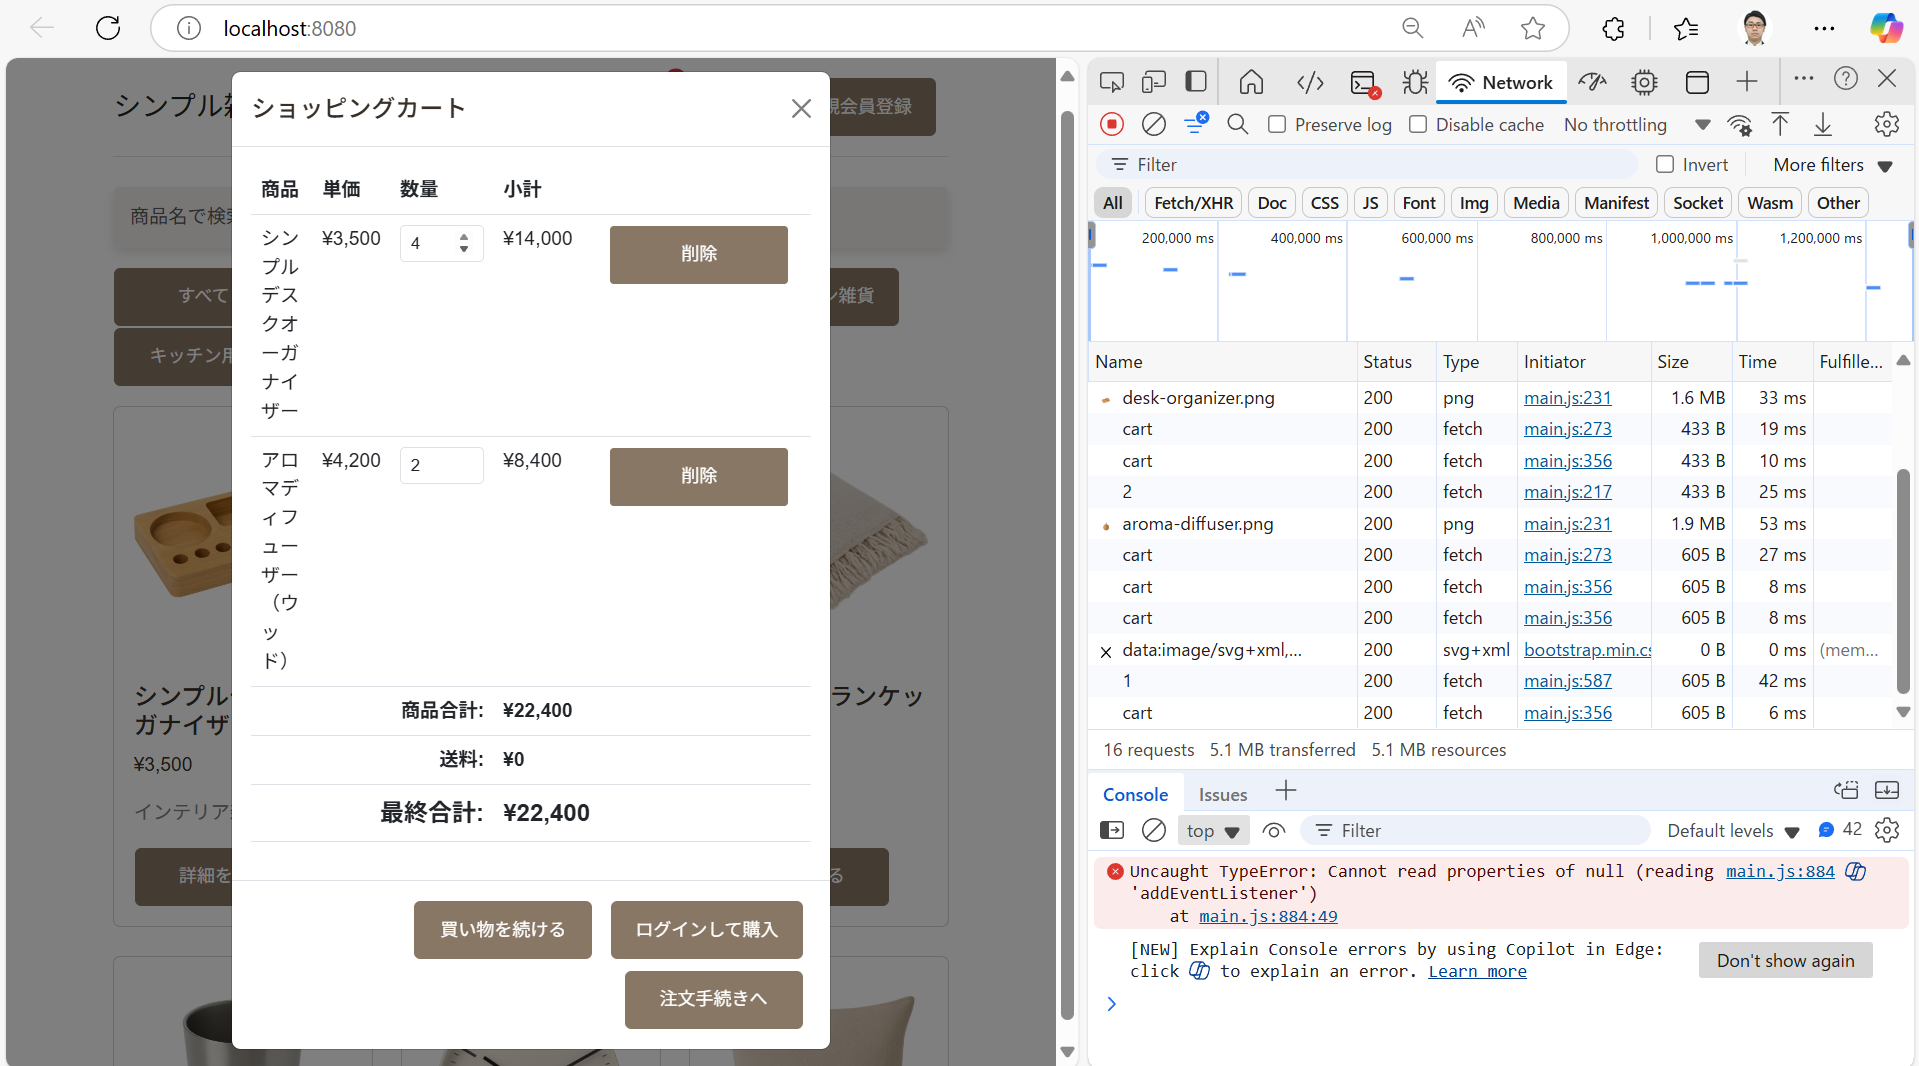 localhost:8080
シンプル
規会員登録
商品名で検索
すべて
ン雑貨
キッチン用
シンプル
ガナイザ
¥3,500
インテリア
詳細を
ランケッ
る
ショッピングカート
商品 単価 数量 小計
シン
プル
デス
クオ
ーガ
ナイ
ザー
¥3,500 4 ¥14,000 削除
アロ
マデ
ィフ
ュー
ザー
（ウ
ッ
ド）
¥4,200 2 ¥8,400 削除
商品合計: ¥22,400
送料: ¥0
最終合計: ¥22,400
買い物を続ける ログインして購入
注文手続きへ
Network
Preserve log Disable cache No throttling
Filter Invert More filters
All Fetch/XHR Doc CSS JS Font Img Media Manifest Socket Wasm Other
200,000 ms 400,000 ms 600,000 ms 800,000 ms 1,000,000 ms 1,200,000 ms
Name Status Type Initiator Size Time Fulfille...
desk-organizer.png 200 png main.js:231 1.6 MB 33 ms
cart 200 fetch main.js:273 433 B 19 ms
cart 200 fetch main.js:356 433 B 10 ms
2 200 fetch main.js:217 433 B 25 ms
aroma-diffuser.png 200 png main.js:231 1.9 MB 53 ms
cart 200 fetch main.js:273 605 B 27 ms
cart 200 fetch main.js:356 605 B 8 ms
cart 200 fetch main.js:356 605 B 8 ms
data:image/svg+xml,... 200 svg+xml bootstrap.min.cs 0 B 0 ms (mem...
1 200 fetch main.js:587 605 B 42 ms
cart 200 fetch main.js:356 605 B 6 ms
16 requests 5.1 MB transferred 5.1 MB resources
Console Issues
top Filter Default levels 42
Uncaught TypeError: Cannot read properties of null (reading main.js:884
'addEventListener')
at main.js:884:49
[NEW] Explain Console errors by using Copilot in Edge:
click to explain an error. Learn more
Don't show again